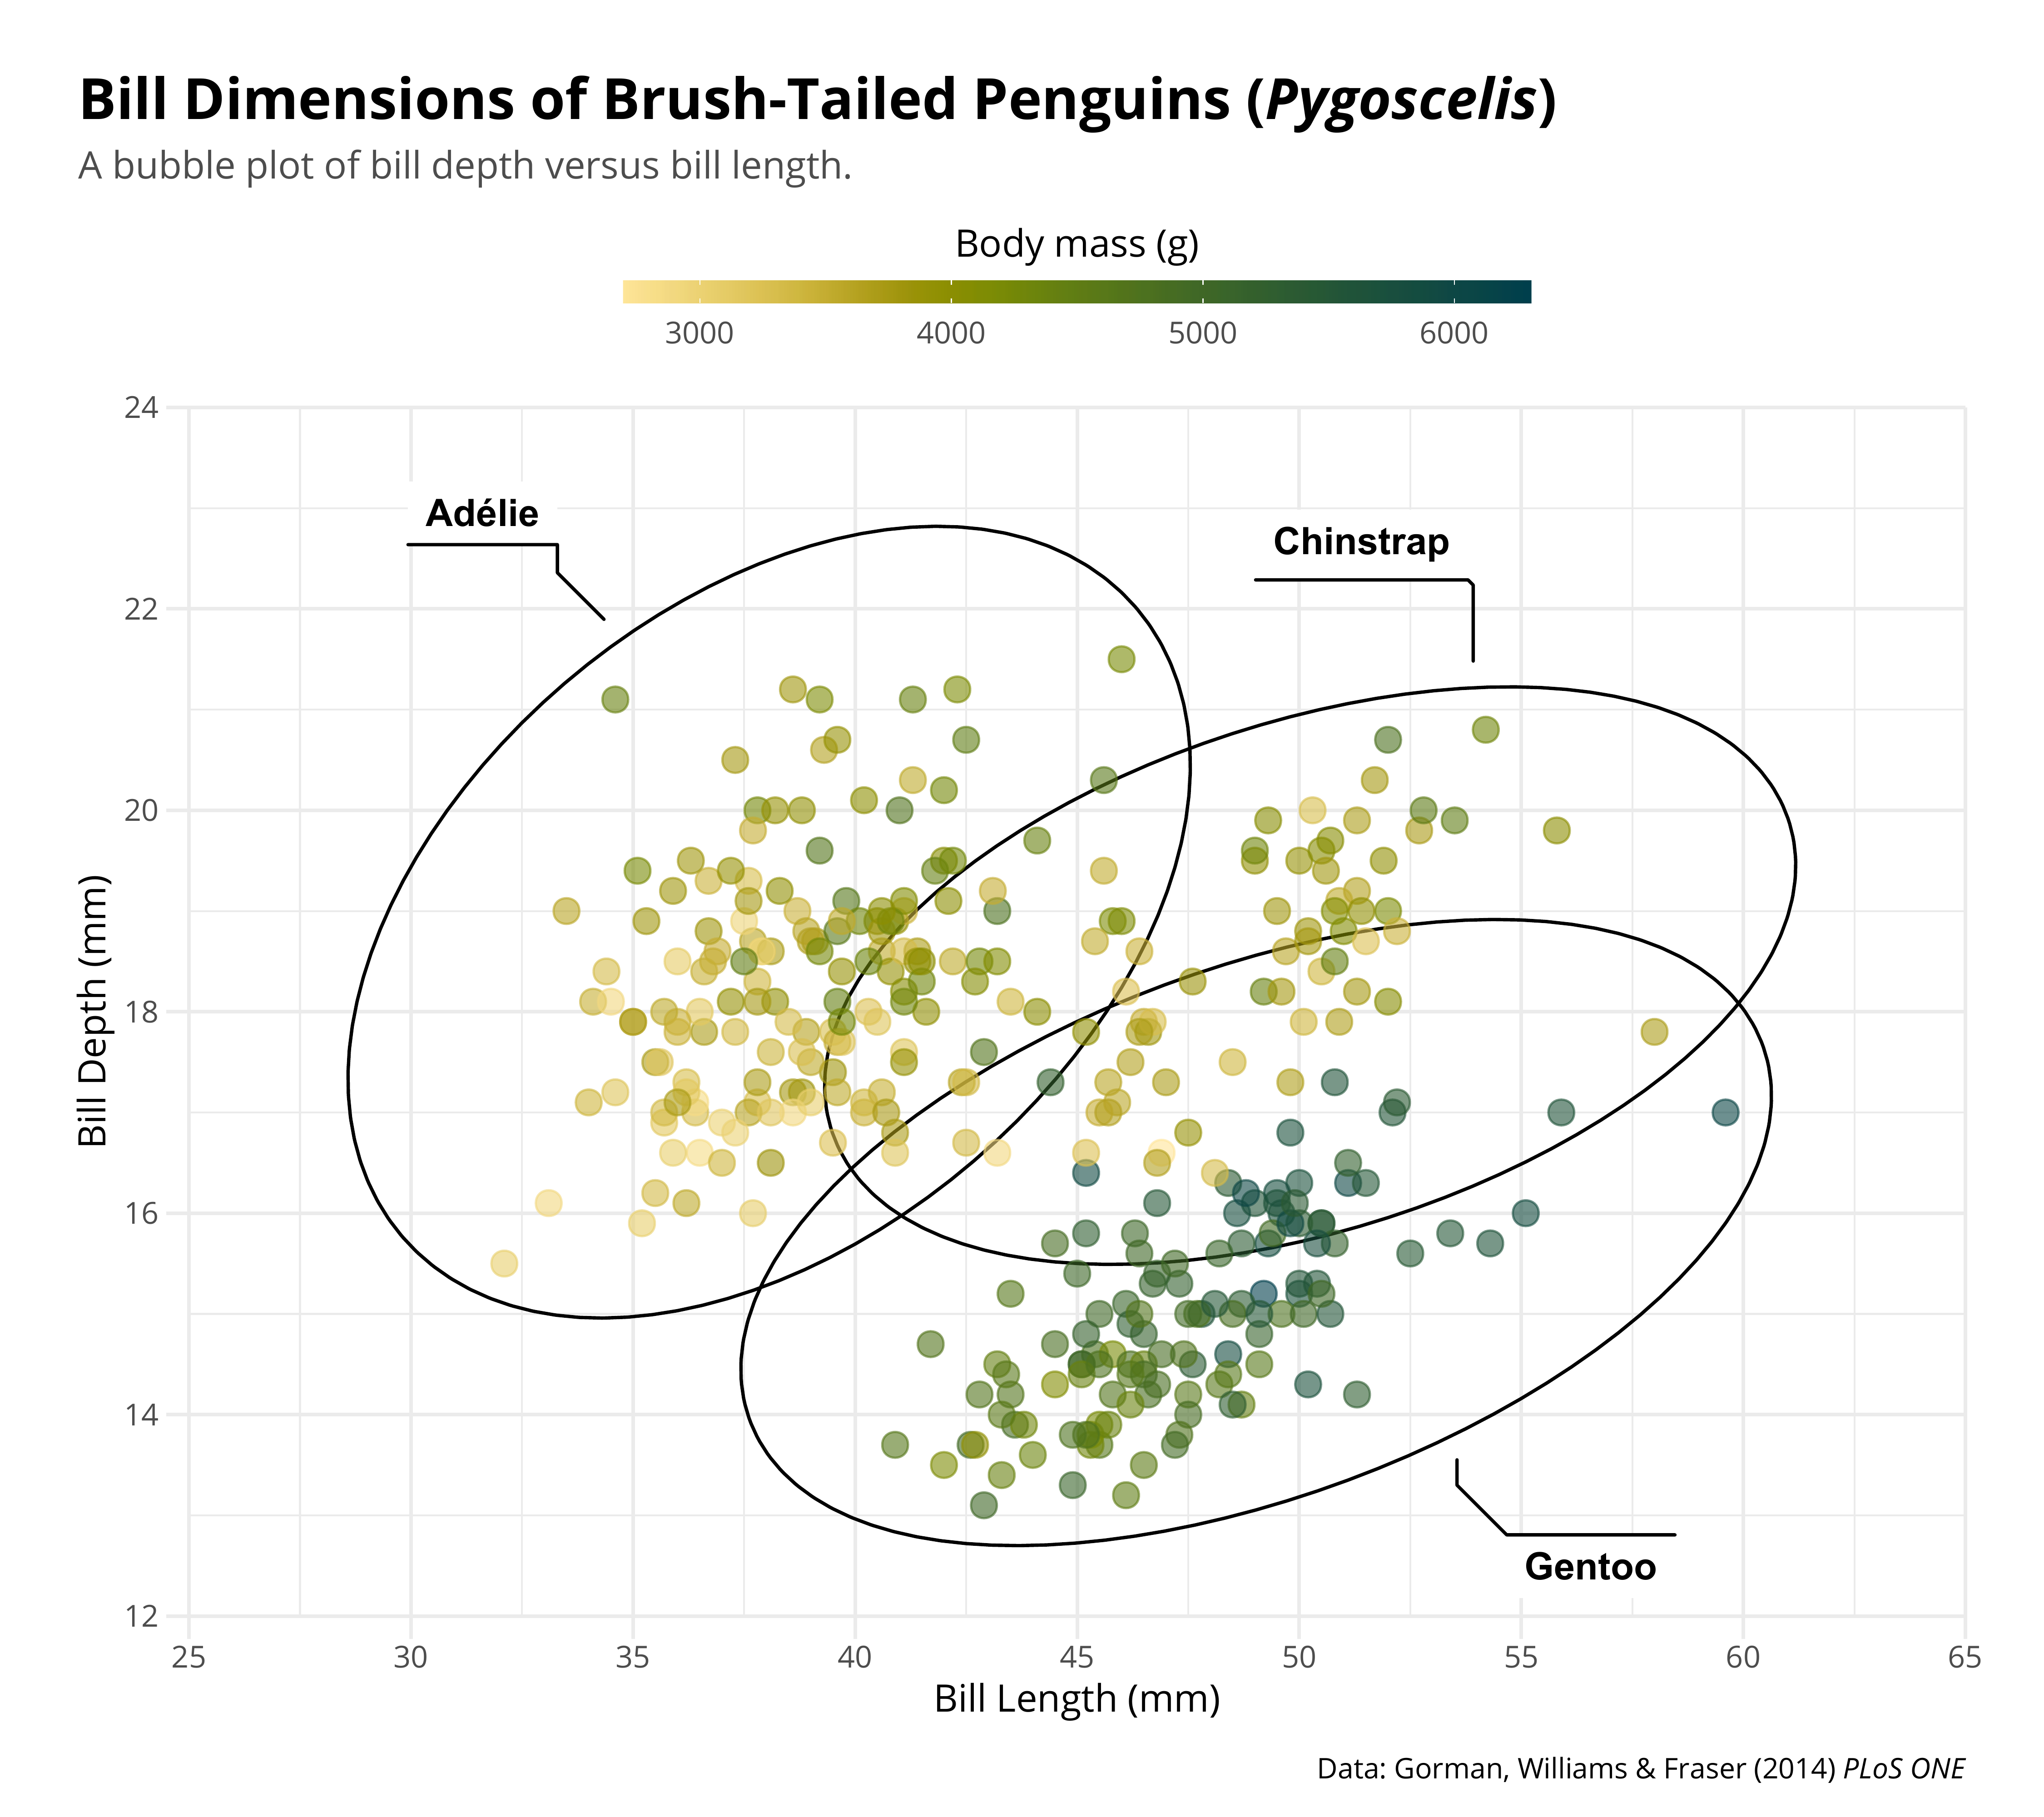 Bill Dimensions of Brush-Tailed Penguins (Pygoscelis)
A bubble plot of bill depth versus bill length.
Body mass (g)
3000 4000 5000 6000
24
22
20
18
16
14
12
Bill Depth (mm)
Adélie
Chinstrap
Gentoo
25 30 35 40 45 50 55 60 65
Bill Length (mm)
Data: Gorman, Williams & Fraser (2014) PLoS ONE